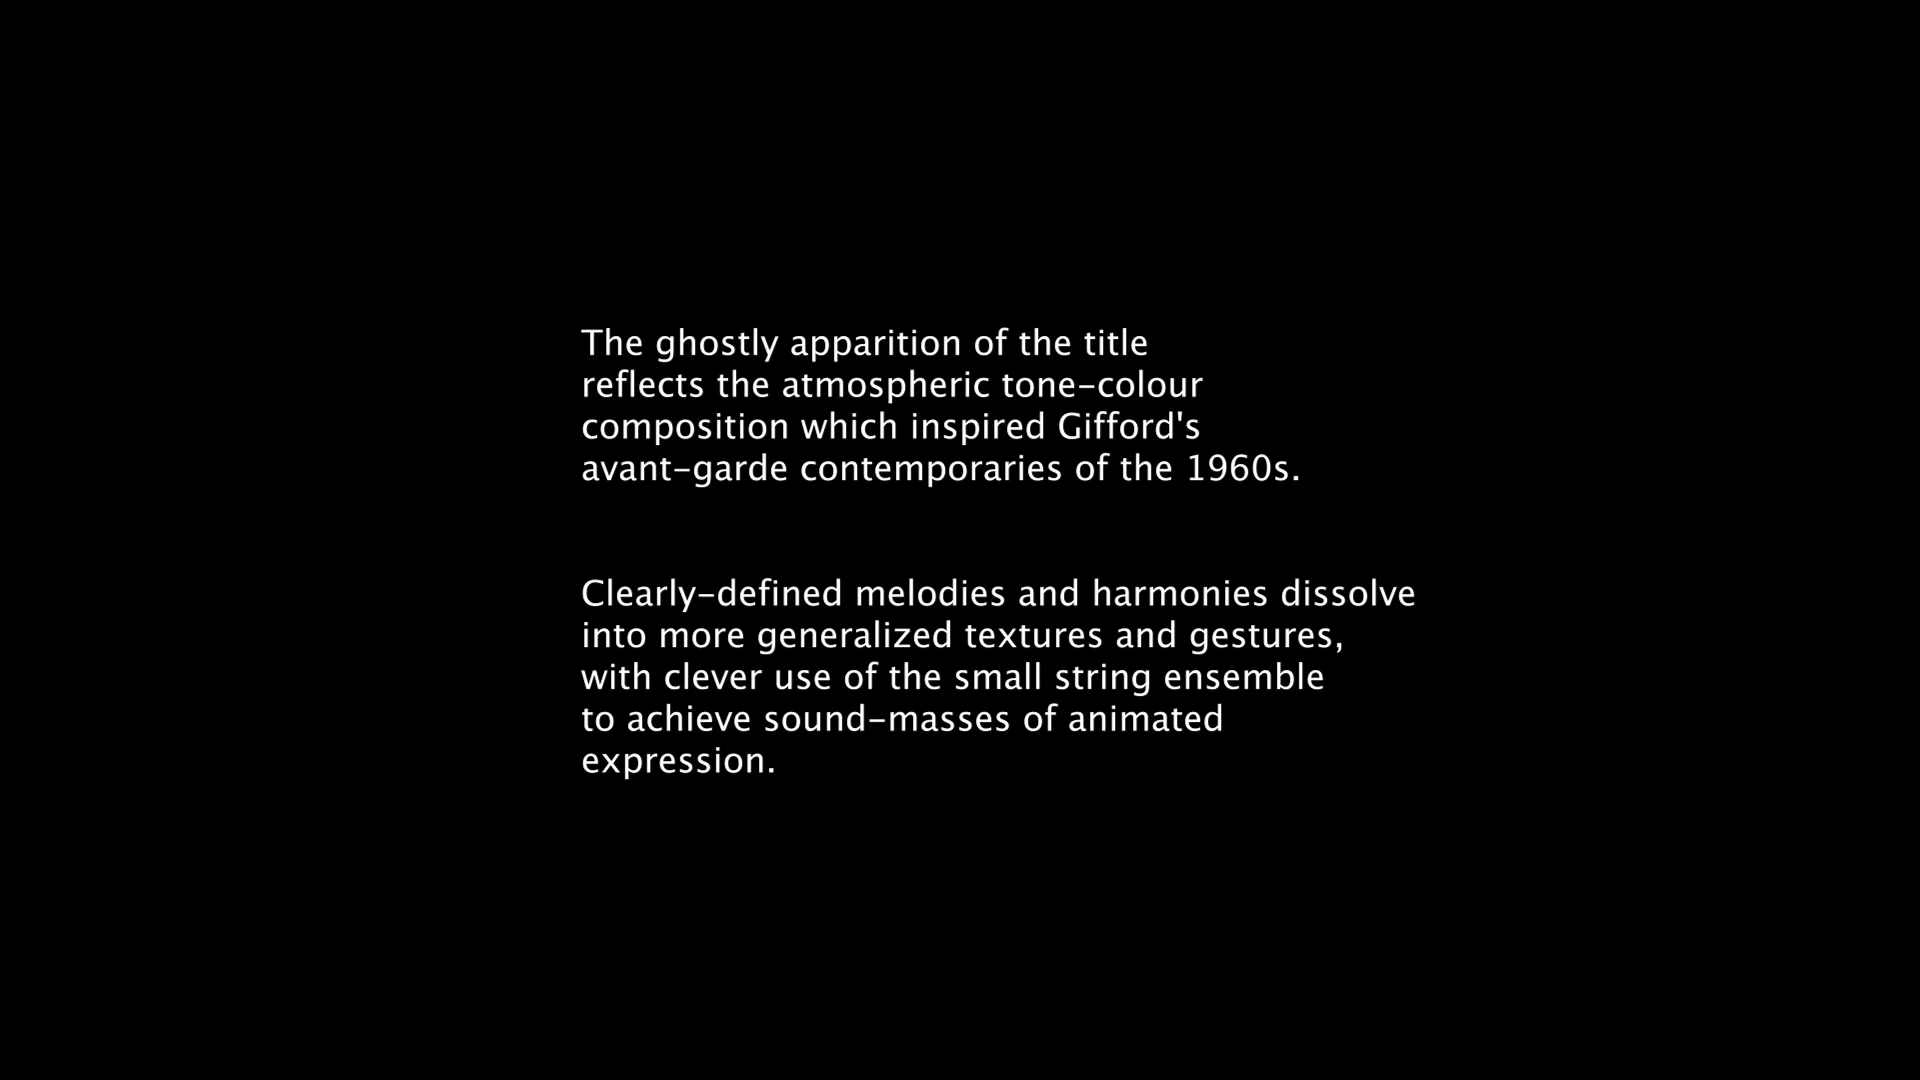 The ghostly apparition of the title
reflects the atmospheric tone-colour
composition which inspired Gifford's
avant-garde contemporaries of the 1960s.
Clearly-defined melodies and harmonies dissolve
into more generalized textures and gestures,
with clever use of the small string ensemble
to achieve sound-masses of animated
expression.